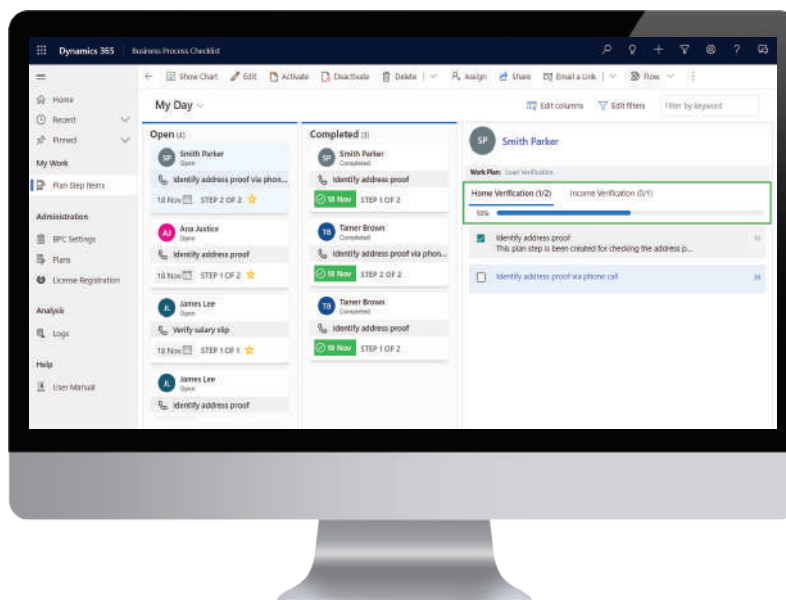 Dynamics 365 Business Process Checklist
Show Chart Edit Activate Deactivate Delete Assign Share Email a Link Flow
Home
Recent
Pinned
My Work
Plan Step Items
Administration
BPC Settings
Plans
License Registration
Analysis
Logs
Help
User Manual
My Day
Edit columns Edit filters Filter by keyword
Open (4)
SP Smith Parker
Open
Identify address proof via phon...
18 Nov STEP 2 OF 2
AJ Ana Justice
Open
Identify address proof
18 Nov STEP 1 OF 2
JL James Lee
Open
Verify salary slip
18 Nov STEP 1 OF 1
JL James Lee
Open
Identify address proof
Completed (3)
SP Smith Parker
Completed
Identify address proof
18 Nov STEP 1 OF 2
TB Tamer Brown
Completed
Identify address proof via phon...
18 Nov STEP 2 OF 2
TB Tamer Brown
Completed
Identify address proof
18 Nov STEP 1 OF 2
SP Smith Parker
Work Plan: Loan Verification
Home Verification (1/2) Income Verification (0/1)
50%
Identify address proof
This plan step is been created for checking the address p...
Identify address proof via phone call